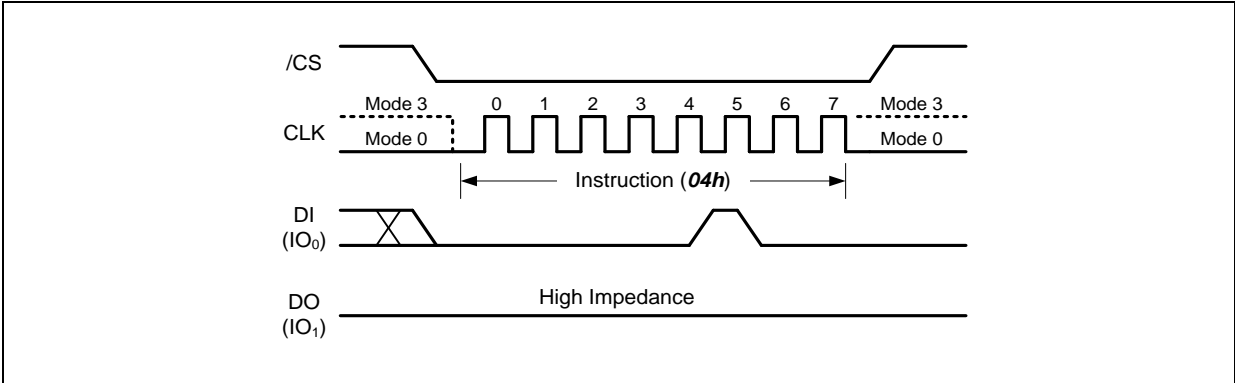 /CS
Mode 3 0 1 2 3 4 5 6 7 Mode 3
CLK Mode 0 Mode 0
Instruction (04h)
DI
(IO₀)
High Impedance
DO
(IO₁)